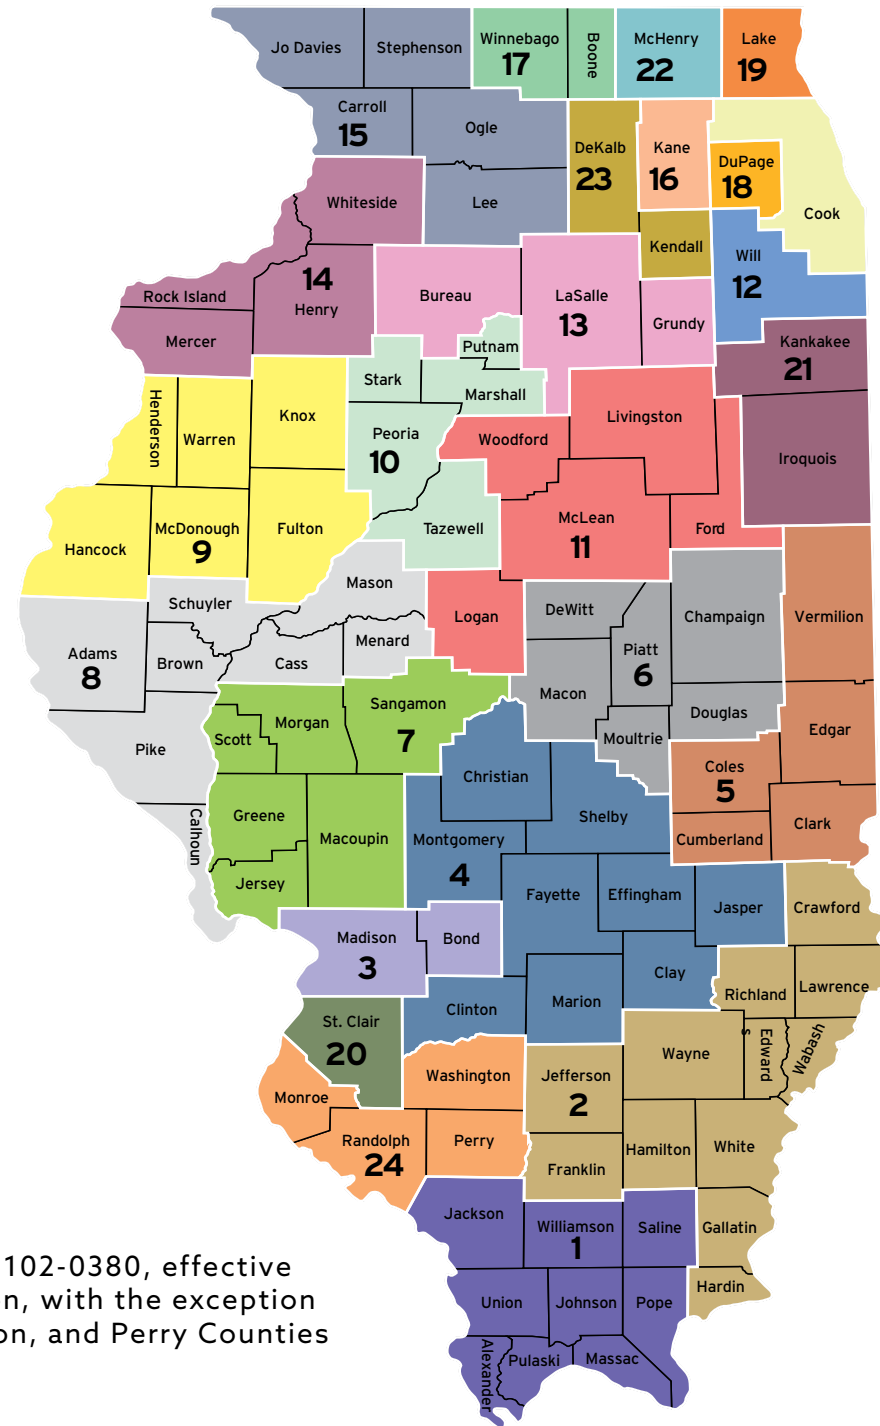 Jo Davies
Stephenson
Winnebago
17
Boone
McHenry
22
Lake
19
Carroll
15
Ogle
DeKalb
23
Kane
16
DuPage
18
Cook
Whiteside
Lee
Kendall
Will
12
14
Henry
Rock Island
Mercer
Bureau
LaSalle
13
Putnam
Grundy
Kankakee
21
Stark
Marshall
Henderson
Warren
Knox
Peoria
10
Woodford
Livingston
Iroquois
Hancock
McDonough
9
Fulton
Tazewell
McLean
11
Ford
Mason
Schuyler
Logan
DeWitt
Champaign
Vermilion
Adams
8
Brown
Cass
Menard
Piatt
6
Macon
Douglas
Pike
Scott
Morgan
Sangamon
7
Moultrie
Edgar
Christian
Coles
5
Greene
Calhoun
Macoupin
Montgomery
4
Shelby
Cumberland
Clark
Jersey
Fayette
Effingham
Jasper
Crawford
Madison
3
Bond
Clay
Richland
Lawrence
Clinton
Marion
St. Clair
20
Wayne
Edward
s
Wabash
Washington
Jefferson
2
Monroe
Randolph
24
Perry
Franklin
Hamilton
White
Jackson
Williamson
1
Saline
Gallatin
Hardin
Union
Johnson
Pope
Alexander
Pulaski
Massac
102-0380, effective
n, with the exception
on, and Perry Counties